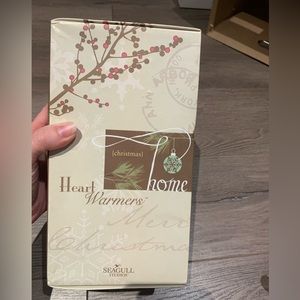 {christmas}
home
Heart
Warmers
Merry
Christmas
SEAGULL
STUDIOS